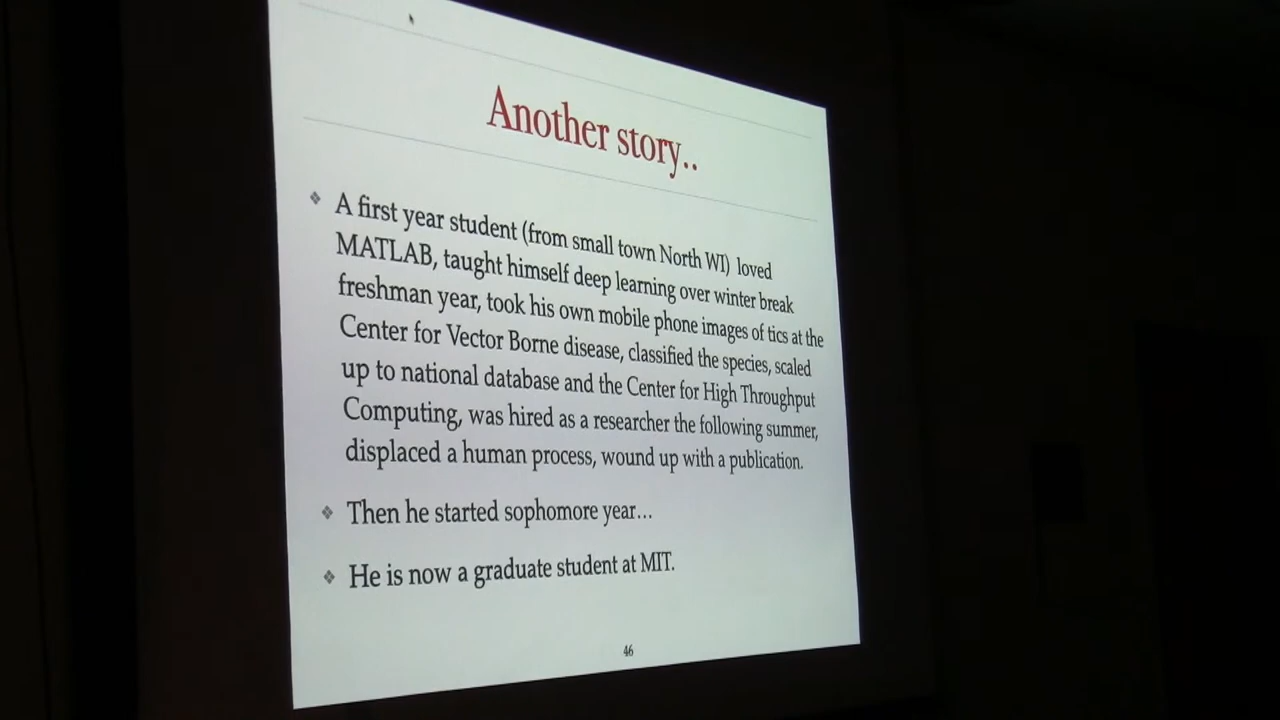 Another story..
❖ A first year student (from small town North WI) loved
MATLAB, taught himself deep learning over winter break
freshman year, took his own mobile phone images of tics at the
Center for Vector Borne disease, classified the species, scaled
up to national database and the Center for High Throughput
Computing, was hired as a researcher the following summer,
displaced a human process, wound up with a publication.
❖ Then he started sophomore year...
❖ He is now a graduate student at MIT.
46